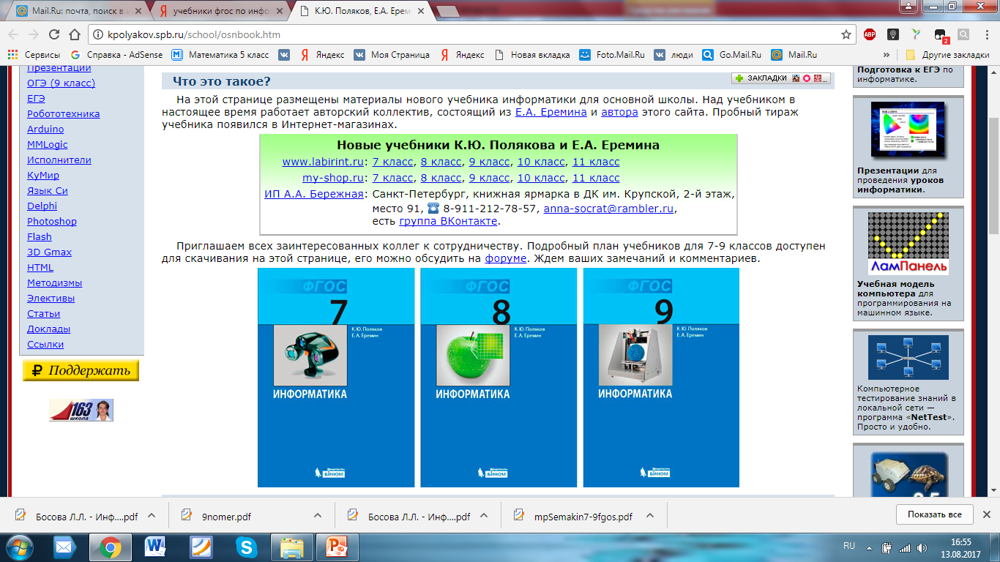 Mail.Ru: почта, поиск в
учебники фгос по инфо
К.Ю. Поляков, Е.А. Ерем
kpolyakov.spb.ru/school/osnbook.htm
ABP
2
Сервисы
Справка - AdSense
Математика 5 класс
Яндекс
Моя Страница
Яндекс
Новая вкладка
Foto.Mail.Ru
люди
Go.Mail.Ru
Mail.Ru
»
Другие закладки
Презентации
ОГЭ (9 класс)
ЕГЭ
Робототехника
Arduino
MMLogic
Исполнители
КуМир
Язык Си
Delphi
Photoshop
Flash
3D Gmax
HTML
Методизмы
Элективы
Статьи
Доклады
Ссылки
₽ Поддержать
163
школа
Что это такое?
ЗАКЛАДКИ
На этой странице размещены материалы нового учебника информатики для основной школы. Над учебником в
настоящее время работает авторский коллектив, состоящий из Е.А. Еремина и автора этого сайта. Пробный тираж
учебника появился в Интернет-магазинах.
Новые учебники К.Ю. Полякова и Е.А. Еремина
www.labirint.ru: 7 класс, 8 класс, 9 класс, 10 класс, 11 класс
my-shop.ru: 7 класс, 8 класс, 9 класс, 10 класс, 11 класс
ИП А.А. Бережная: Санкт-Петербург, книжная ярмарка в ДК им. Крупской, 2-й этаж,
место 91, ☎ 8-911-212-78-57, anna-socrat@rambler.ru,
есть группа ВКонтакте.
Приглашаем всех заинтересованных коллег к сотрудничеству. Подробный план учебников для 7-9 классов доступен
для скачивания на этой странице, его можно обсудить на форуме. Ждем ваших замечаний и комментариев.
ФГОС
7
К.Ю. Поляков
Е.А. Еремин
ИНФОРМАТИКА
БИНОМ
ФГОС
8
К.Ю. Поляков
Е.А. Еремин
ИНФОРМАТИКА
БИНОМ
ФГОС
9
К.Ю. Поляков
Е.А. Еремин
ИНФОРМАТИКА
БИНОМ
Подготовка к ЕГЭ по
информатике.
Презентации для
проведения уроков
информатики.
ЛамПанель
Учебная модель
компьютера для
программирования на
машинном языке.
Компьютерное
тестирование знаний в
локальной сети —
программа «NetTest».
Просто и удобно.
Босова Л.Л. - Инф....pdf
9nomer.pdf
Босова Л.Л. - Инф....pdf
mpSemakin7-9fgos.pdf
Показать все
RU
16:55
13.08.2017